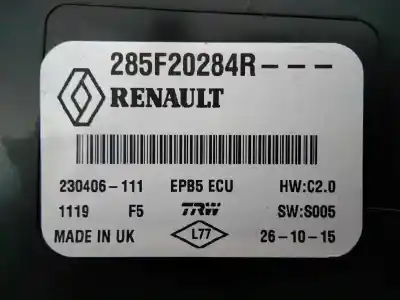 285F20284R---
RENAULT
230406-111 EPB5 ECU HW:C2.0
1119 F5 TRW SW:S005
MADE IN UK L77 26-10-15